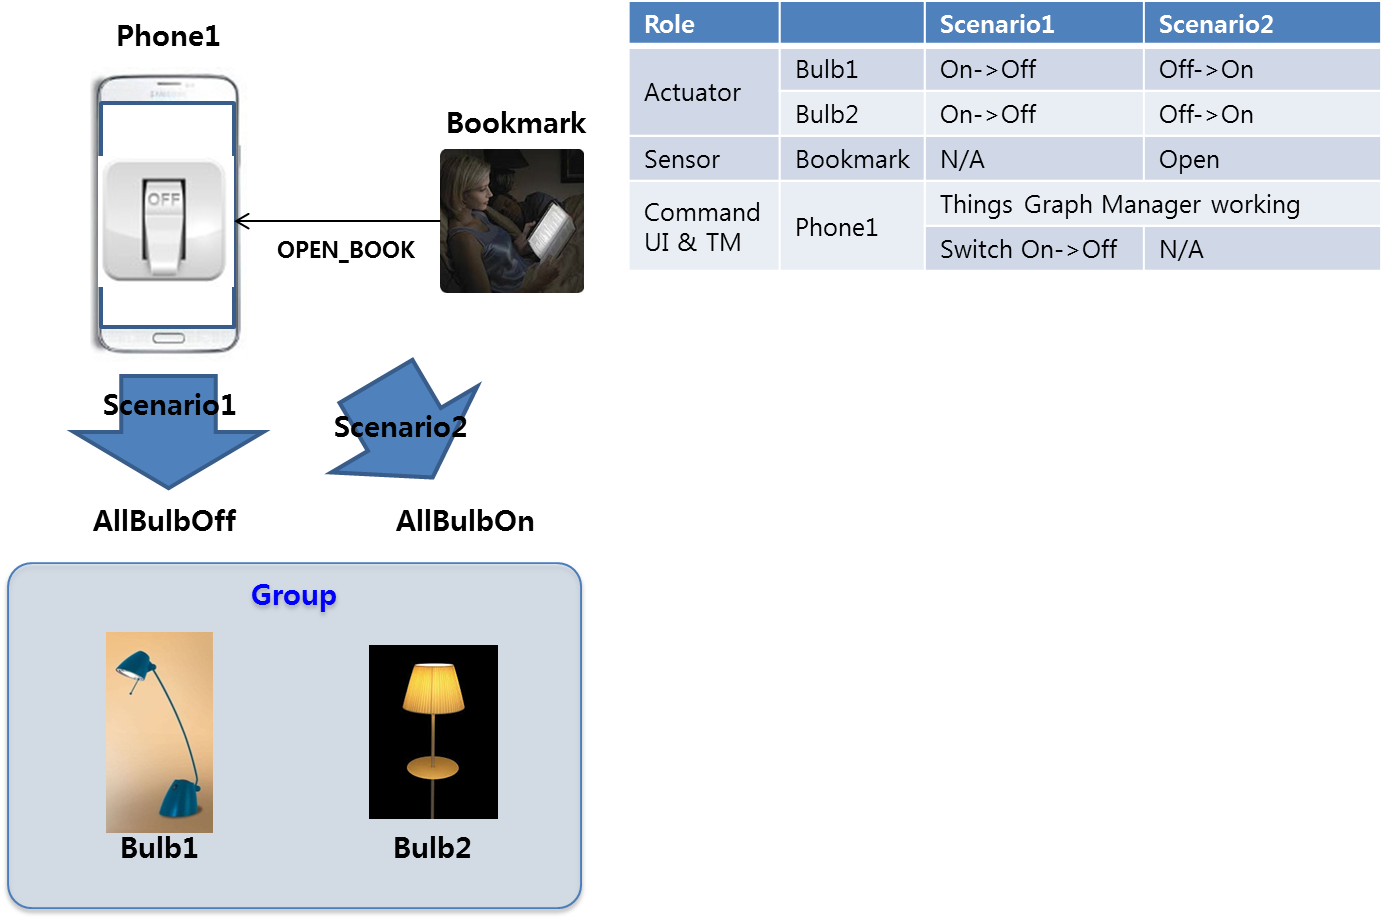 Phone1
SAMSUNG
OFF
Bookmark
OPEN_BOOK
Scenario1
Scenario2
AllBulbOff
AllBulbOn
Group
Bulb1
Bulb2
Role Scenario1 Scenario2
Actuator Bulb1 On->Off Off->On
Bulb2 On->Off Off->On
Sensor Bookmark N/A Open
Command UI & TM Phone1 Things Graph Manager working
Switch On->Off N/A